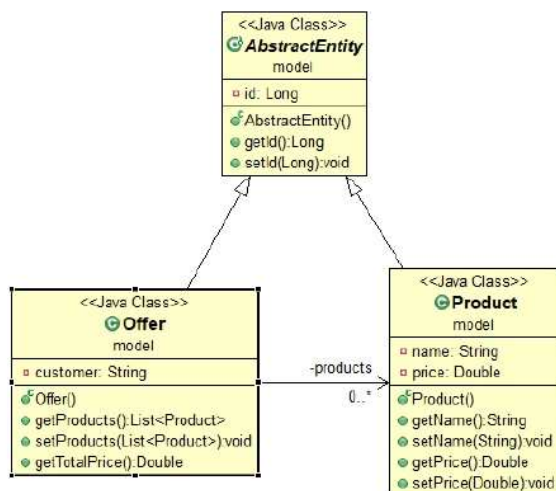 <<Java Class>>
AbstractEntity
model
id: Long
AbstractEntity()
getId():Long
setId(Long):void
<<Java Class>>
Offer
model
customer: String
Offer()
getProducts():List<Product>
setProducts(List<Product>):void
getTotalPrice():Double
-products
0..*
<<Java Class>>
Product
model
name: String
price: Double
Product()
getName():String
setName(String):void
getPrice():Double
setPrice(Double):void